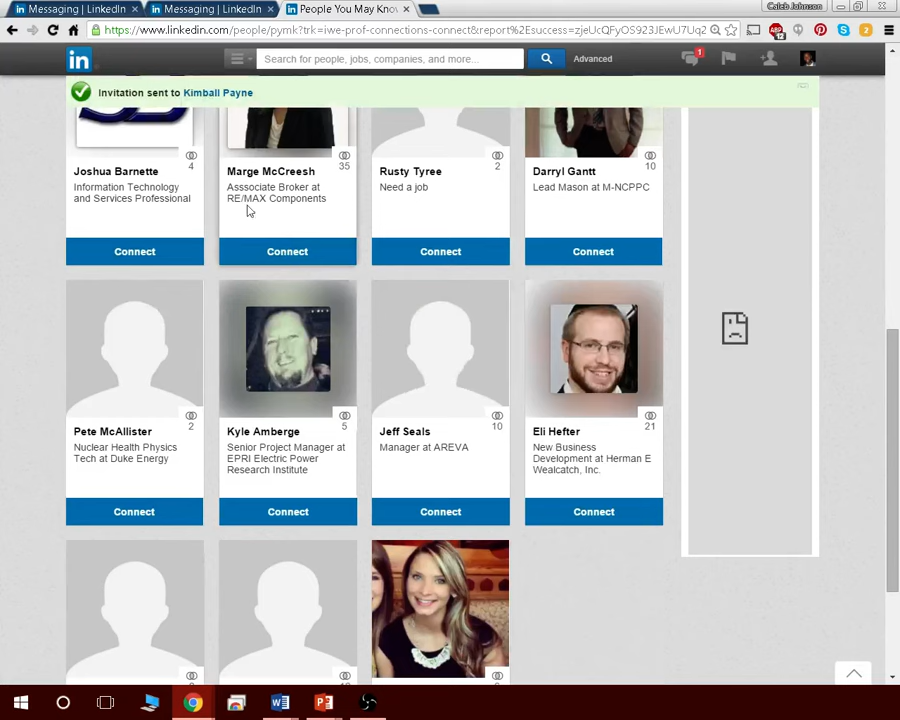 Messaging | LinkedIn
Messaging | LinkedIn
People You May Know
Caleb Johnson
https://www.linkedin.com/people/pymk?trk=iwe-prof-connections-connect&report%2Esuccess=zjeUcQFyOS923JEWMVybtRNWQoP7U7Uq2
in
Search for people, jobs, companies, and more...
Advanced
1
Invitation sent to Kimball Payne
4
35
2
10
Joshua Barnette
Information Technology
and Services Professional
Marge McCreesh
Asssociate Broker at
RE/MAX Components
Rusty Tyree
Need a job
Darryl Gantt
Lead Mason at M-NCPPC
Connect
Connect
Connect
Connect
2
5
10
21
Pete McAllister
Nuclear Health Physics
Tech at Duke Energy
Kyle Amberge
Senior Project Manager at
EPRI Electric Power
Research Institute
Jeff Seals
Manager at AREVA
Eli Hefter
New Business
Development at Herman E
Wealcatch, Inc.
Connect
Connect
Connect
Connect